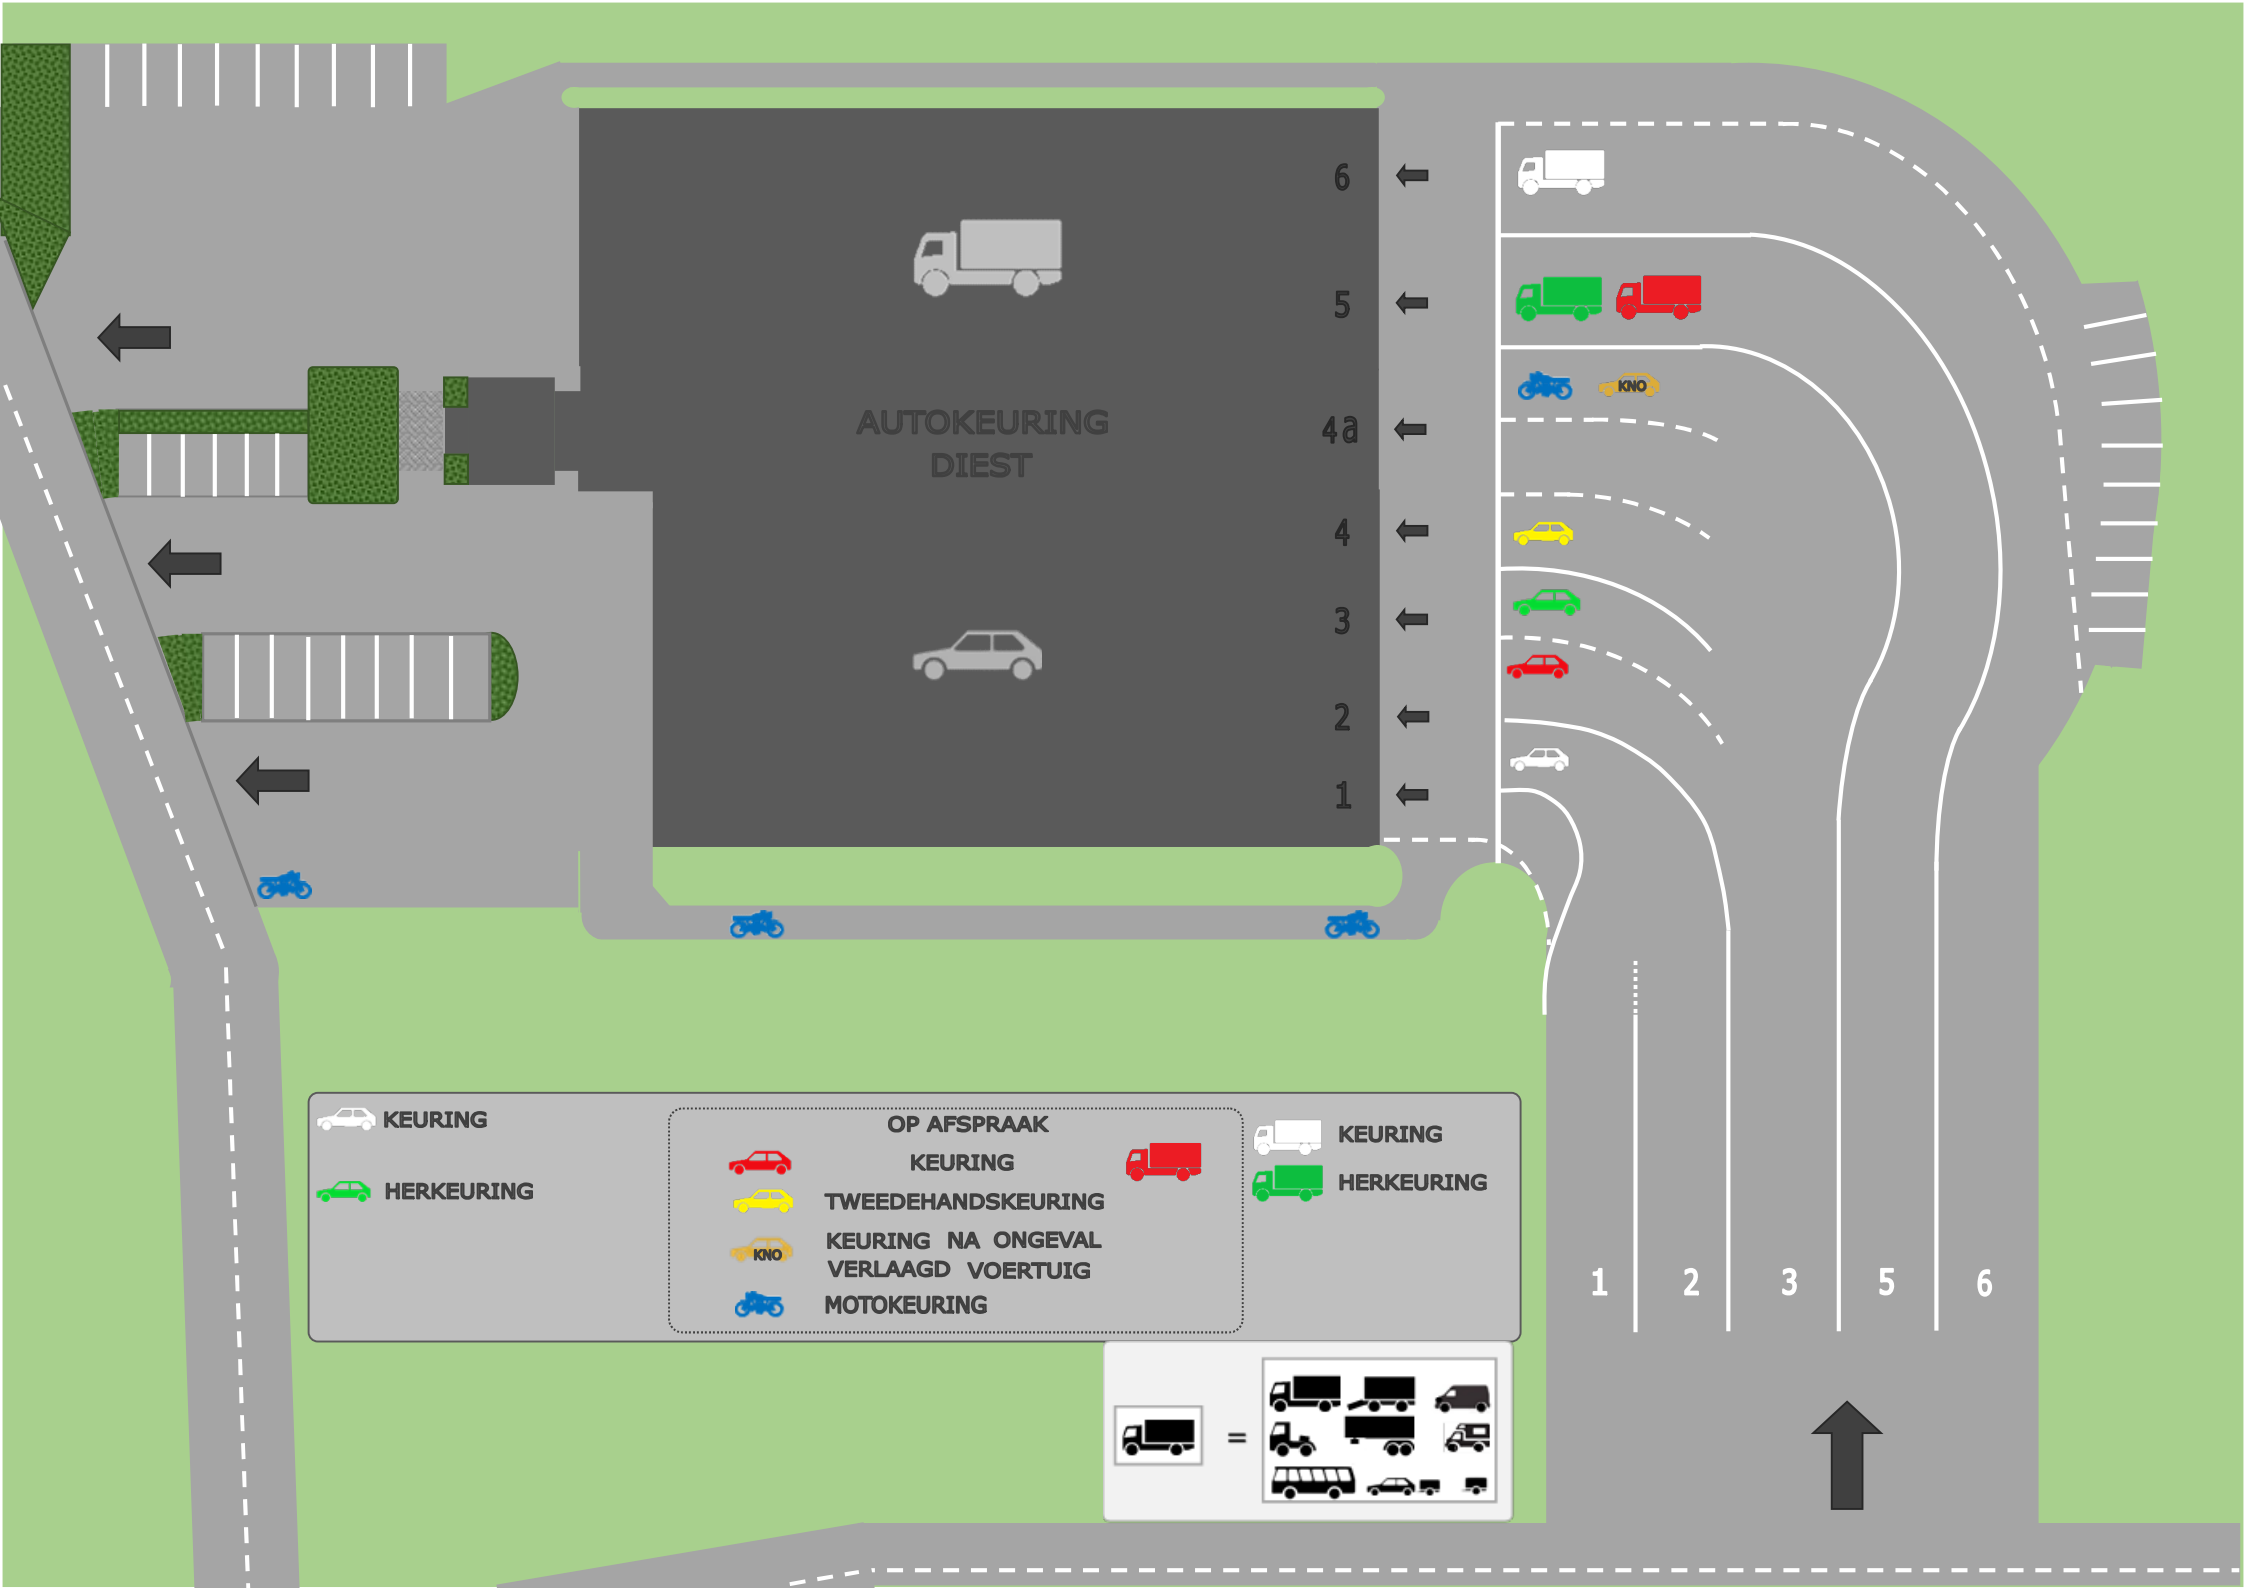 6
5
4a
4
3
2
1
AUTOKEURING
DIEST
KNO
KEURING
HERKEURING
OP AFSPRAAK
KEURING
TWEEDEHANDSKEURING
KNO
KEURING NA ONGEVAL
VERLAAGD VOERTUIG
MOTOKEURING
KEURING
HERKEURING
1 2 3 5 6
=